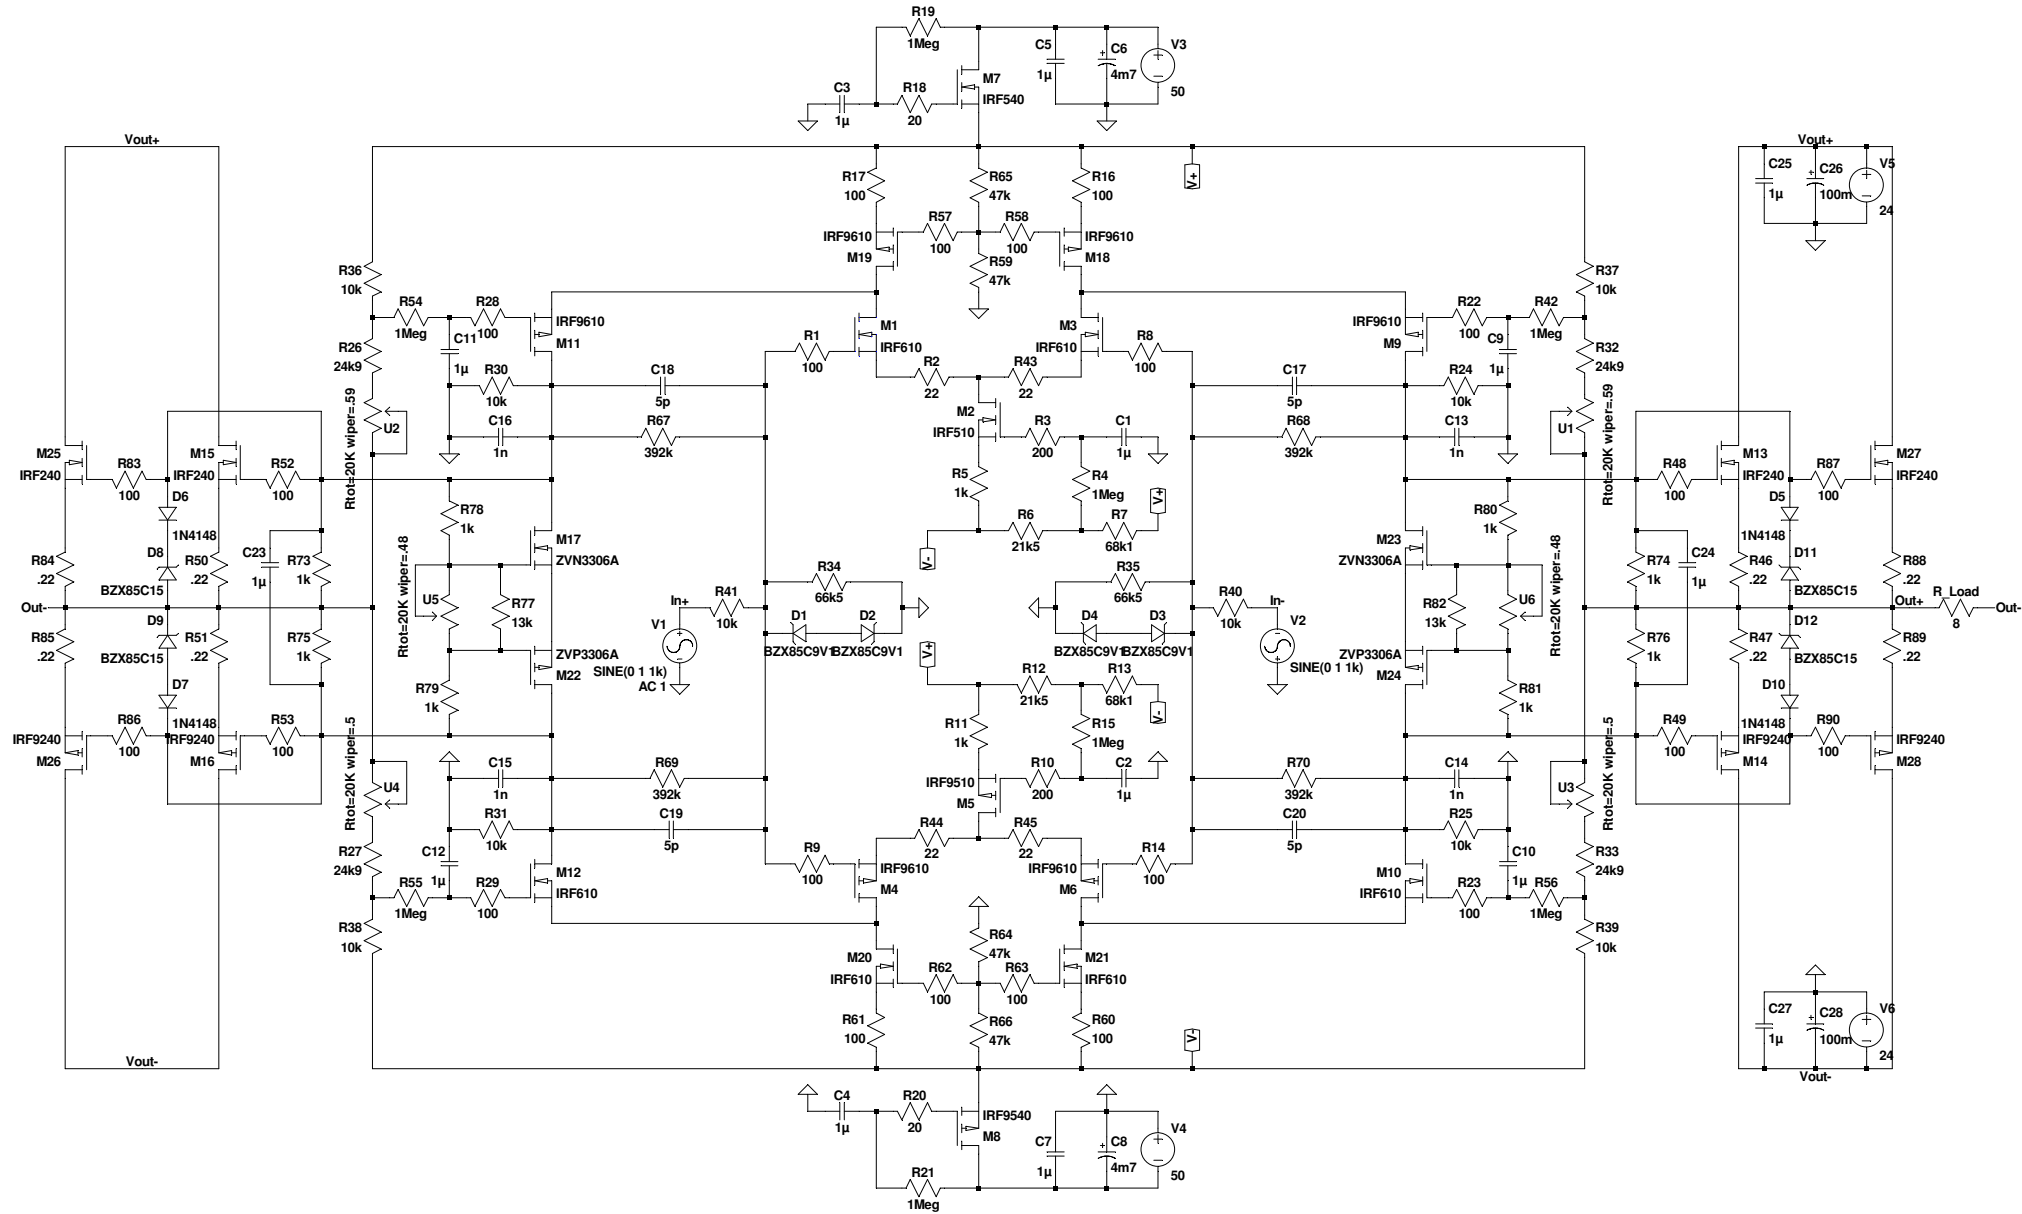 R19
1Meg
C5
1µ
C6
4m7
V3
50
M7
IRF540
C3
1µ
R18
20
Vout+
Vout+
R17
100
R65
47k
R16
100
V+
C25
1µ
C26
100m
V5
24
IRF9610
M19
R57
100
R58
100
IRF9610
M18
R59
47k
R36
10k
R37
10k
R54
1Meg
R28
100
IRF9610
M11
M1
IRF610
M3
IRF610
IRF9610
M9
R22
100
R42
1Meg
R1
100
R8
100
R26
24k9
C11
1µ
R30
10k
C18
5p
R2
22
R43
22
C17
5p
R24
10k
C9
1µ
R32
24k9
Rtot=20K wiper=.59
U2
C16
1n
R67
392k
M2
IRF510
R3
200
C1
1µ
R68
392k
C13
1n
U1
Rtot=20K wiper=.59
M25
IRF240
R83
100
M15
IRF240
R52
100
R5
1k
R4
1Meg
R48
100
M13
IRF240
R87
100
M27
IRF240
D6
1N4148
R78
1k
R6
21k5
R7
68k1
V+
V-
R80
1k
D5
1N4148
Rtot=20K wiper=.48
M17
ZVN3306A
M23
ZVN3306A
Rtot=20K wiper=.48
R84
.22
D8
BZX85C15
R50
.22
C23
1µ
R73
1k
R34
66k5
R35
66k5
R74
1k
C24
1µ
R46
.22
D11
BZX85C15
R88
.22
Out-
U5
R77
13k
In+
R41
10k
D1
D2
BZX85C9V1
BZX85C9V1
D4
D3
BZX85C9V1
BZX85C9V1
R40
10k
In-
R82
13k
U6
Out+
R_Load
8
Out-
R85
.22
D9
BZX85C15
R51
.22
R75
1k
V1
SINE(0 1 1k)
AC 1
V+
V2
SINE(0 1 1k)
R76
1k
R47
.22
D12
BZX85C15
R89
.22
ZVP3306A
M22
ZVP3306A
M24
D7
1N4148
R79
1k
R12
21k5
R13
68k1
V-
R81
1k
D10
1N4148
IRF9240
M26
R86
100
IRF9240
M16
R53
100
R11
1k
R15
1Meg
R49
100
IRF9240
M14
R90
100
IRF9240
M28
Rtot=20K wiper=.5
U4
C15
1n
R69
392k
IRF9510
M5
R10
200
C2
1µ
R70
392k
C14
1n
U3
Rtot=20K wiper=.5
R31
10k
C19
5p
R44
22
R45
22
C20
5p
R25
10k
R27
24k9
C12
1µ
R9
100
IRF9610
M4
IRF9610
M6
R14
100
C10
1µ
R33
24k9
R55
1Meg
R29
100
M12
IRF610
M10
IRF610
R23
100
R56
1Meg
R38
10k
R64
47k
R39
10k
M20
IRF610
R62
100
R63
100
M21
IRF610
R61
100
R66
47k
R60
100
V-
C27
1µ
C28
100m
V6
24
Vout-
Vout-
C4
1µ
R20
20
IRF9540
M8
C7
1µ
C8
4m7
V4
50
R21
1Meg